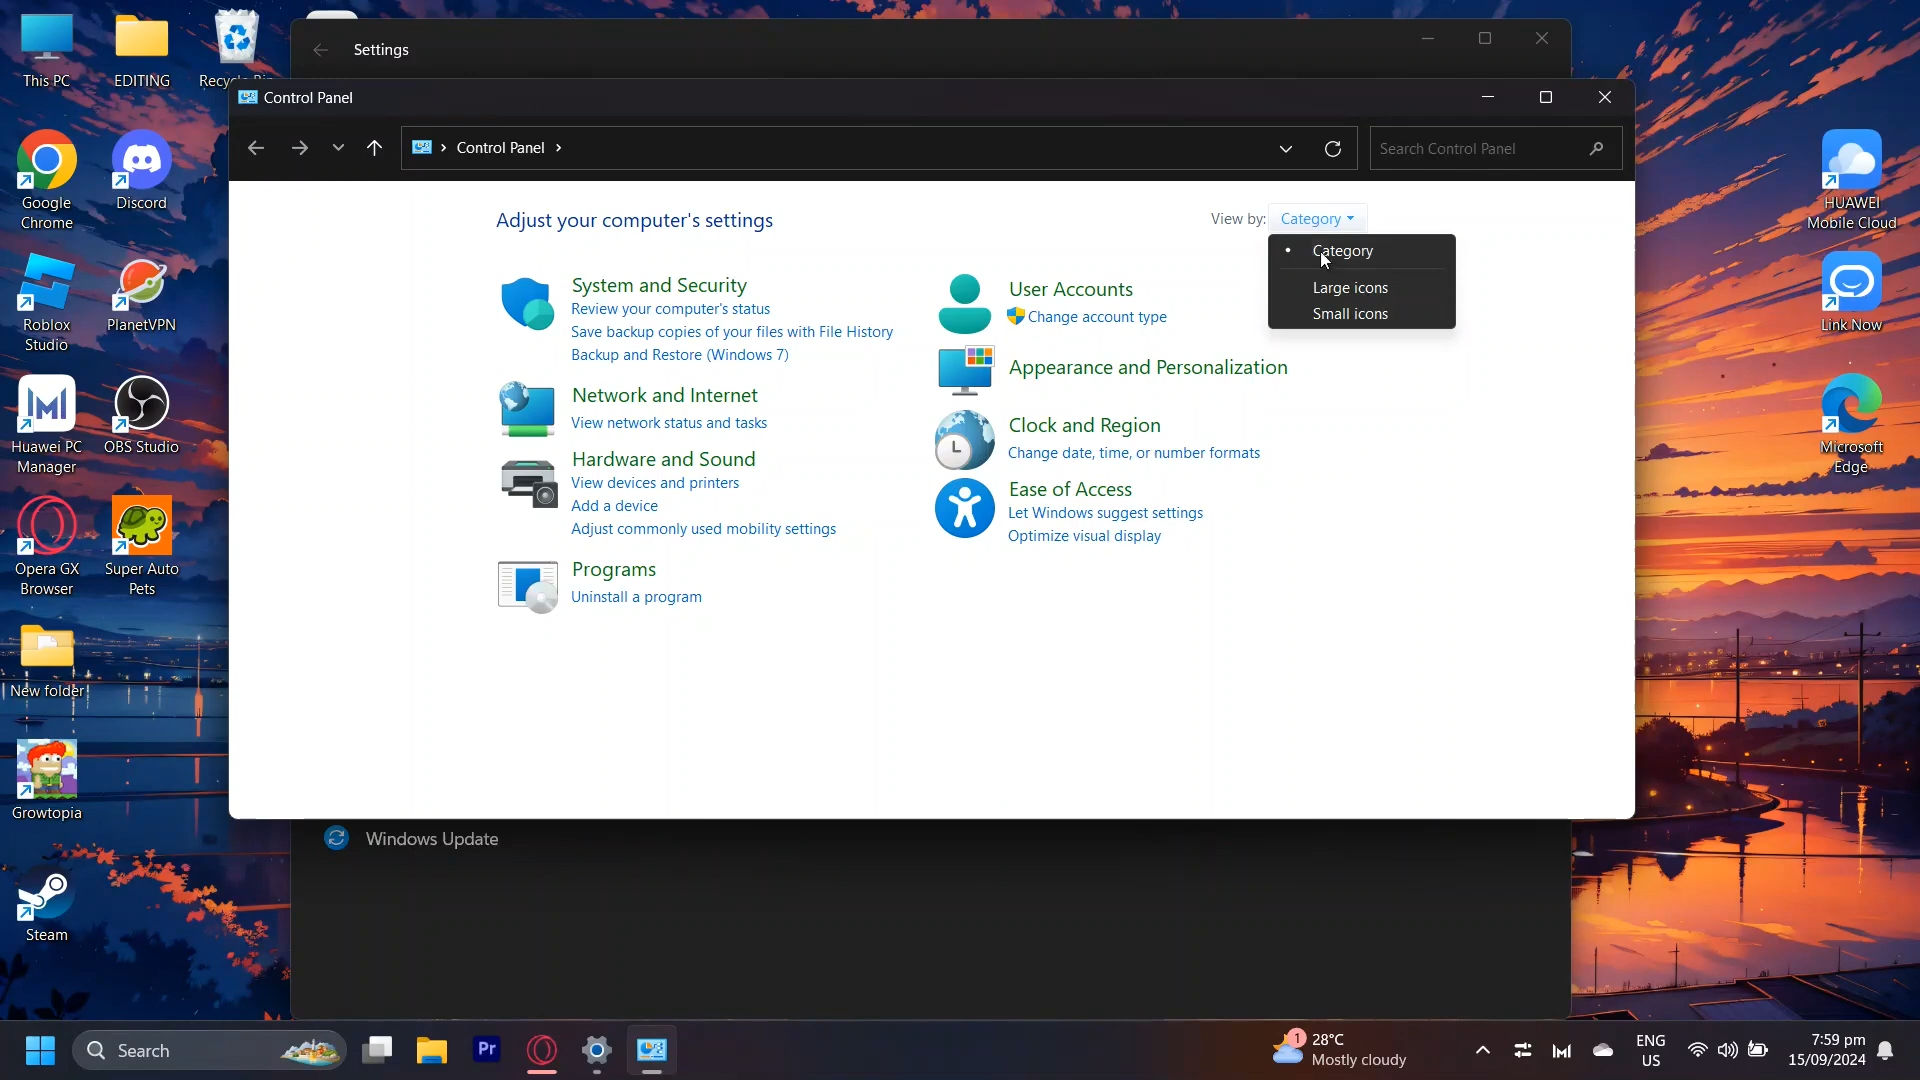 This PC
EDITING
Recycle Bin
Google
Chrome
Discord
Roblox
Studio
PlanetVPN
Huawei PC
Manager
OBS Studio
Opera GX
Browser
Super Auto
Pets
New folder
Growtopia
Steam
Settings
Control Panel
Control Panel
Search Control Panel
Adjust your computer's settings
View by: Category
Category
Large icons
Small icons
System and Security
Review your computer's status
Save backup copies of your files with File History
Backup and Restore (Windows 7)
Network and Internet
View network status and tasks
Hardware and Sound
View devices and printers
Add a device
Adjust commonly used mobility settings
Programs
Uninstall a program
User Accounts
Change account type
Appearance and Personalization
Clock and Region
Change date, time, or number formats
Ease of Access
Let Windows suggest settings
Optimize visual display
Windows Update
HUAWEI
Mobile Cloud
Link Now
Microsoft
Edge
Search
Pr
1
28°C
Mostly cloudy
ENG
US
7:59 pm
15/09/2024